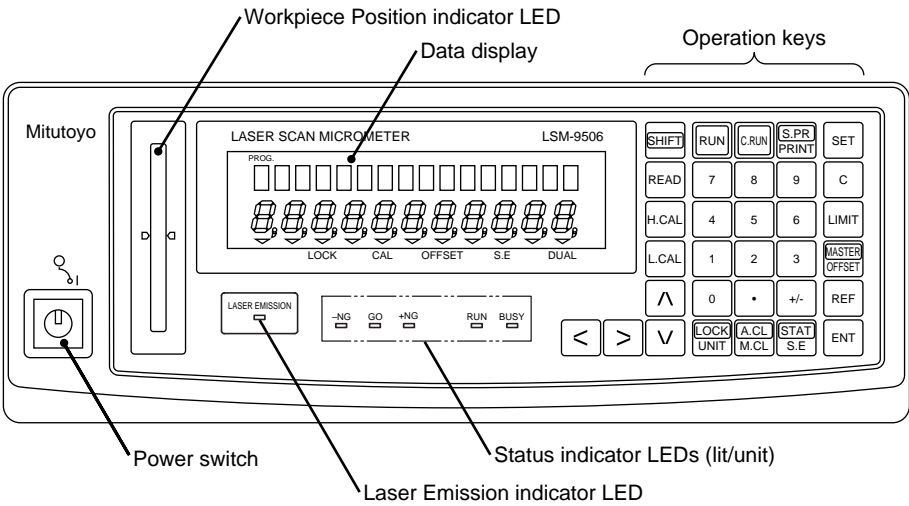 Workpiece Position indicator LED
Data display
Operation keys
Mitutoyo
LASER SCAN MICROMETER LSM-9506
PROG.
LOCK CAL OFFSET S.E DUAL
LASER EMISSION
–NG GO +NG RUN BUSY
SHIFT RUN C.RUN S.PR PRINT SET
READ 7 8 9 C
H.CAL 4 5 6 LIMIT
L.CAL 1 2 3 MASTER OFFSET
/\ 0 • +/- REF
< > \/ LOCK UNIT A.CL M.CL STAT S.E ENT
Power switch
Status indicator LEDs (lit/unit)
Laser Emission indicator LED